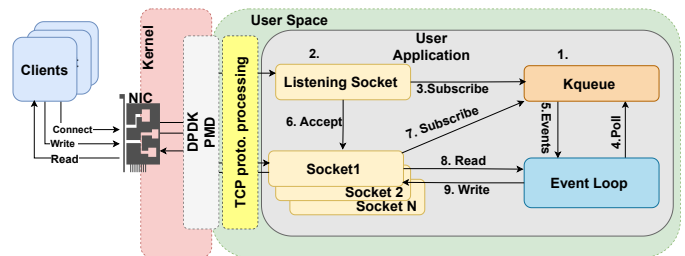 User Space
Kernel
User
Application
Clients
NIC
Connect
Write
Read
DPDK
PMD
TCP proto. processing
2.
Listening Socket
3.Subscribe
1.
Kqueue
6. Accept
7. Subscribe
5.Events
4.Poll
Socket1
Socket 2
Socket N
8. Read
9. Write
Event Loop